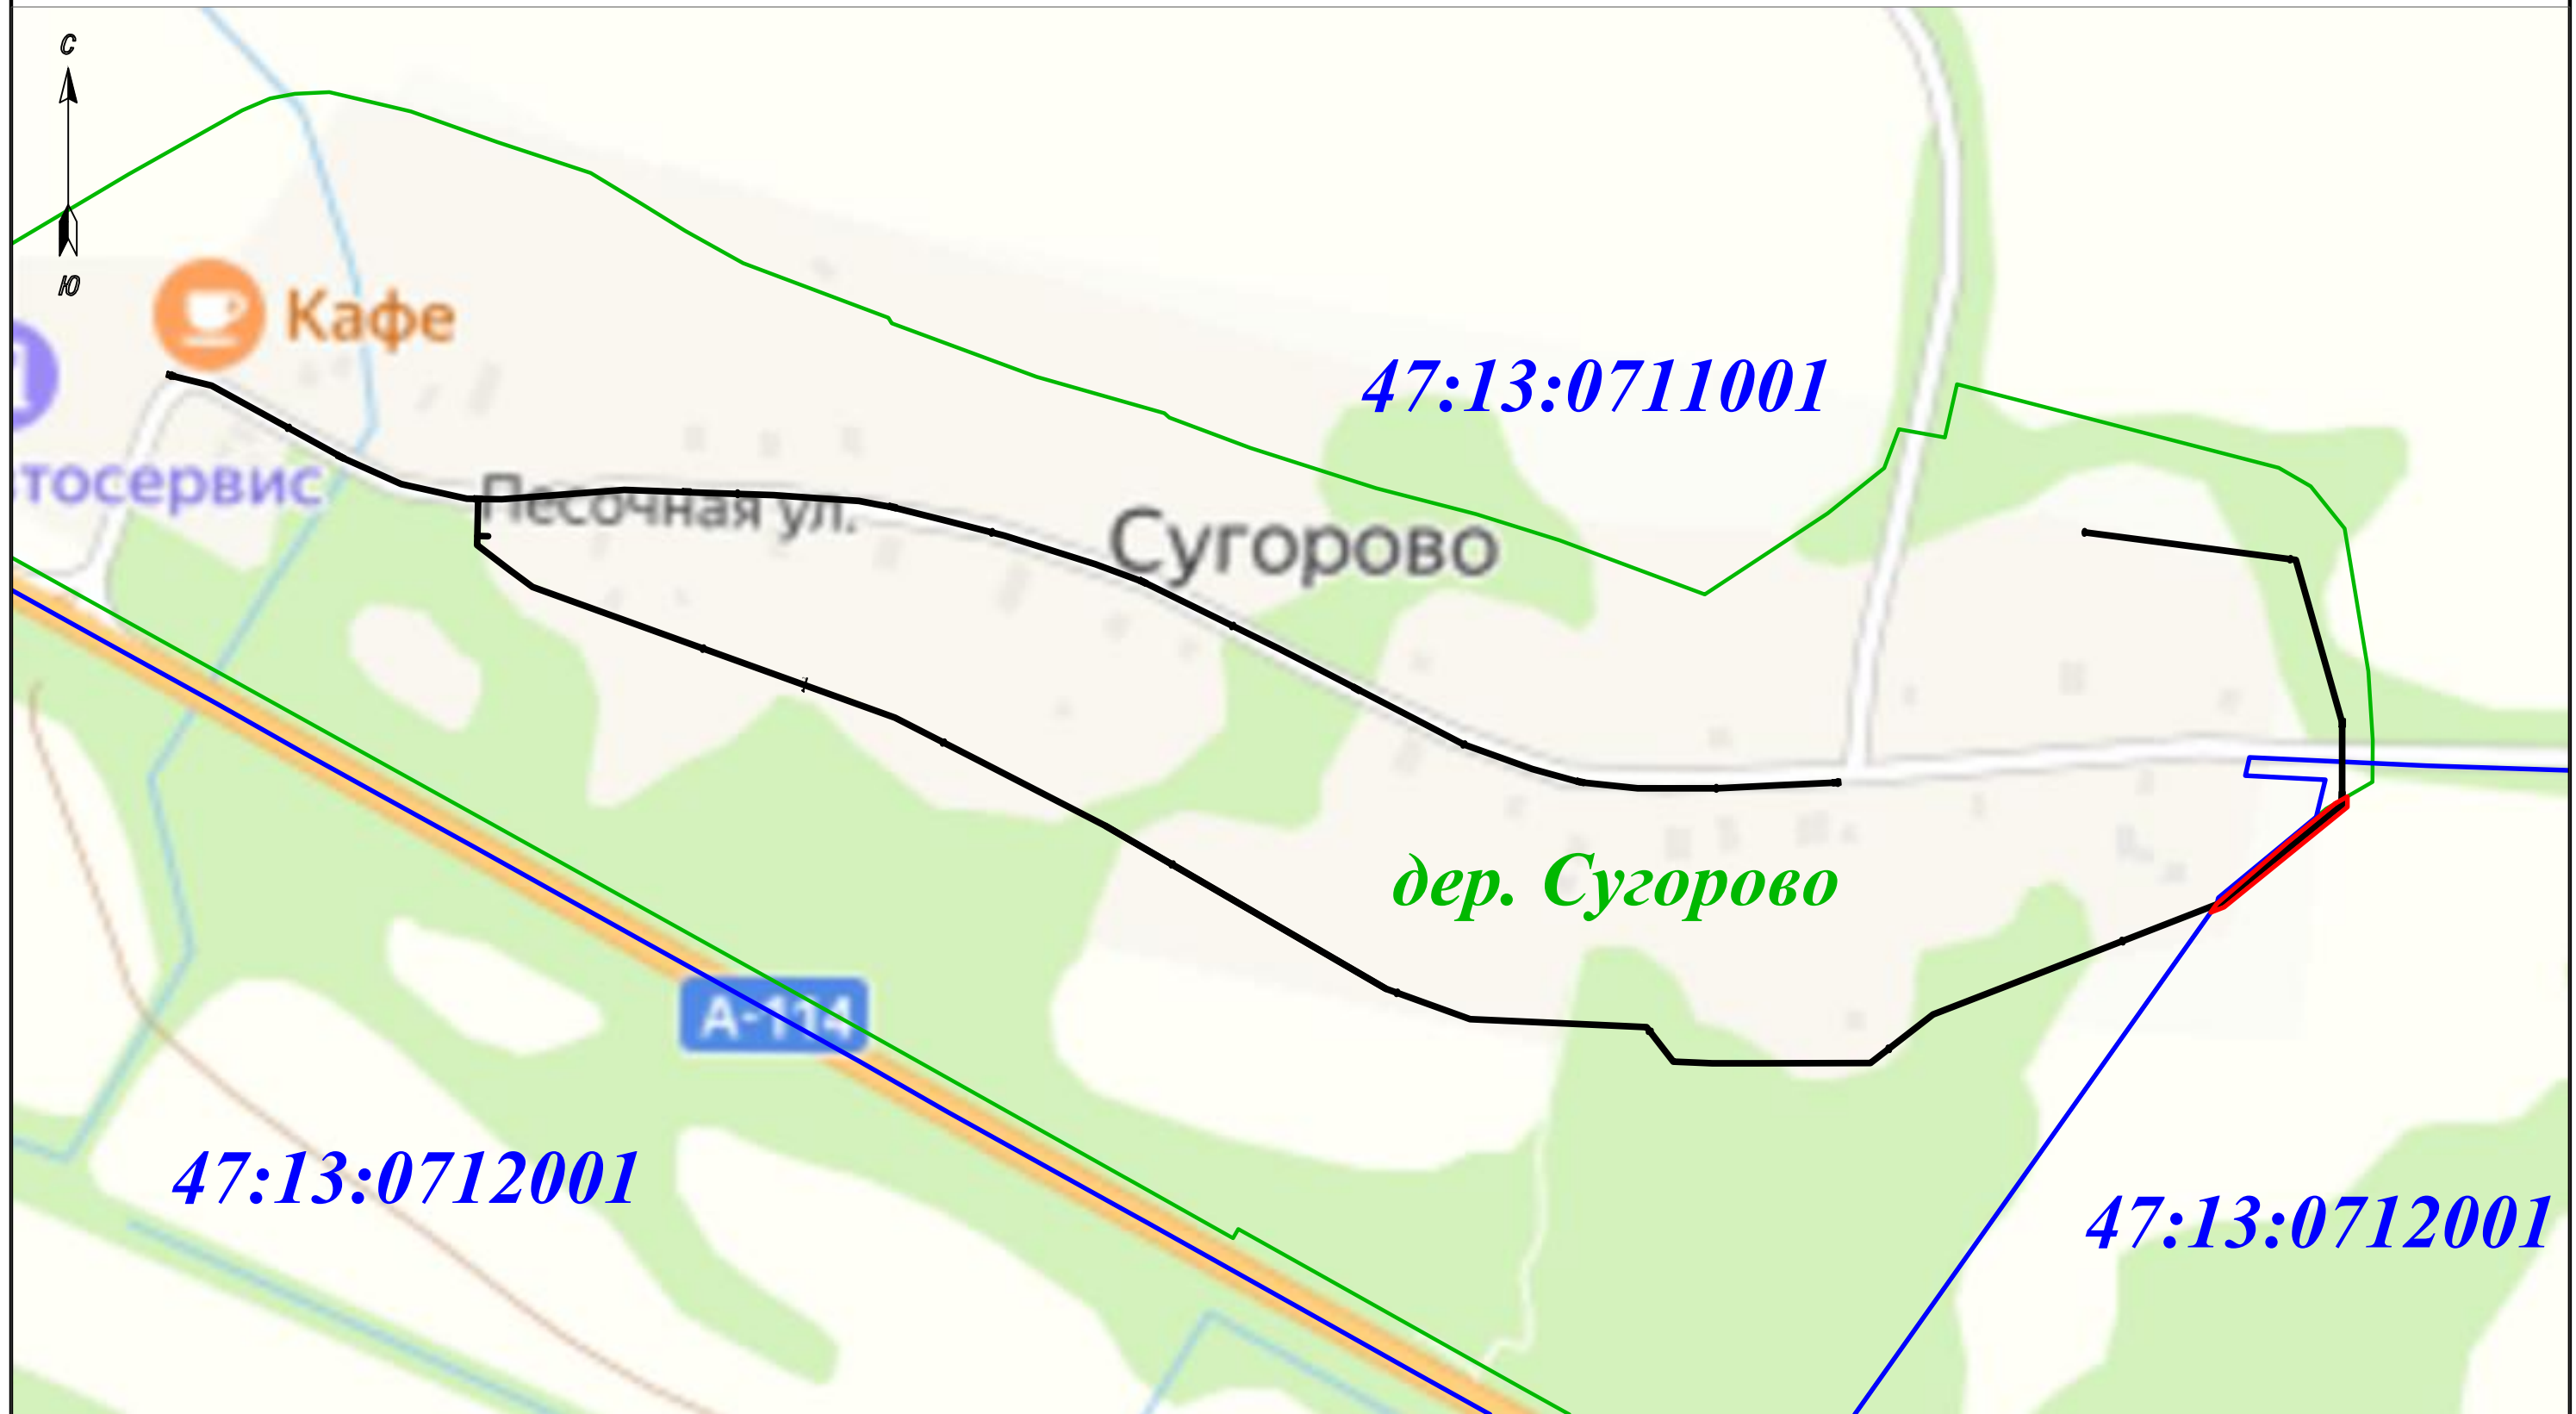 С
Ю
Кафе
47:13:0711001
тосервис
Песочная ул.
Сугорово
дер. Сугорово
А-114
47:13:0712001
47:13:0712001